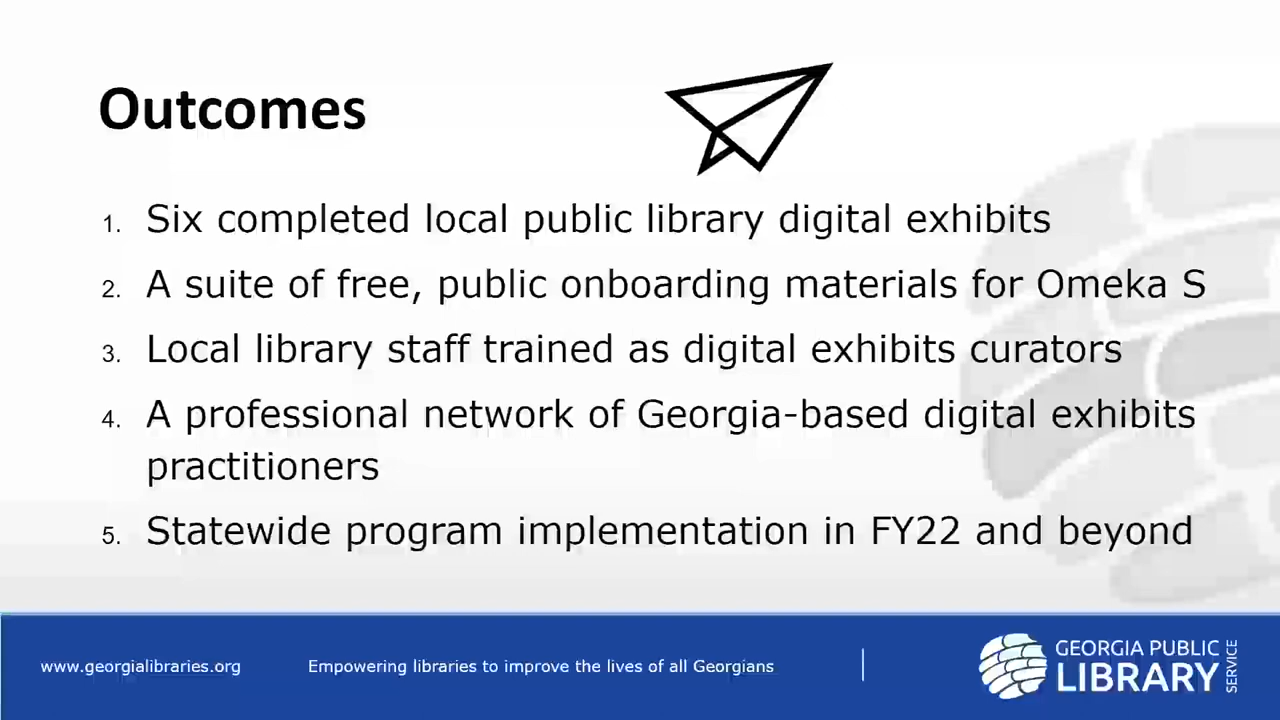 Outcomes
1. Six completed local public library digital exhibits
2. A suite of free, public onboarding materials for Omeka S
3. Local library staff trained as digital exhibits curators
4. A professional network of Georgia-based digital exhibits
practitioners
5. Statewide program implementation in FY22 and beyond
www.georgialibraries.org
Empowering libraries to improve the lives of all Georgians
GEORGIA PUBLIC
LIBRARY
SERVICE